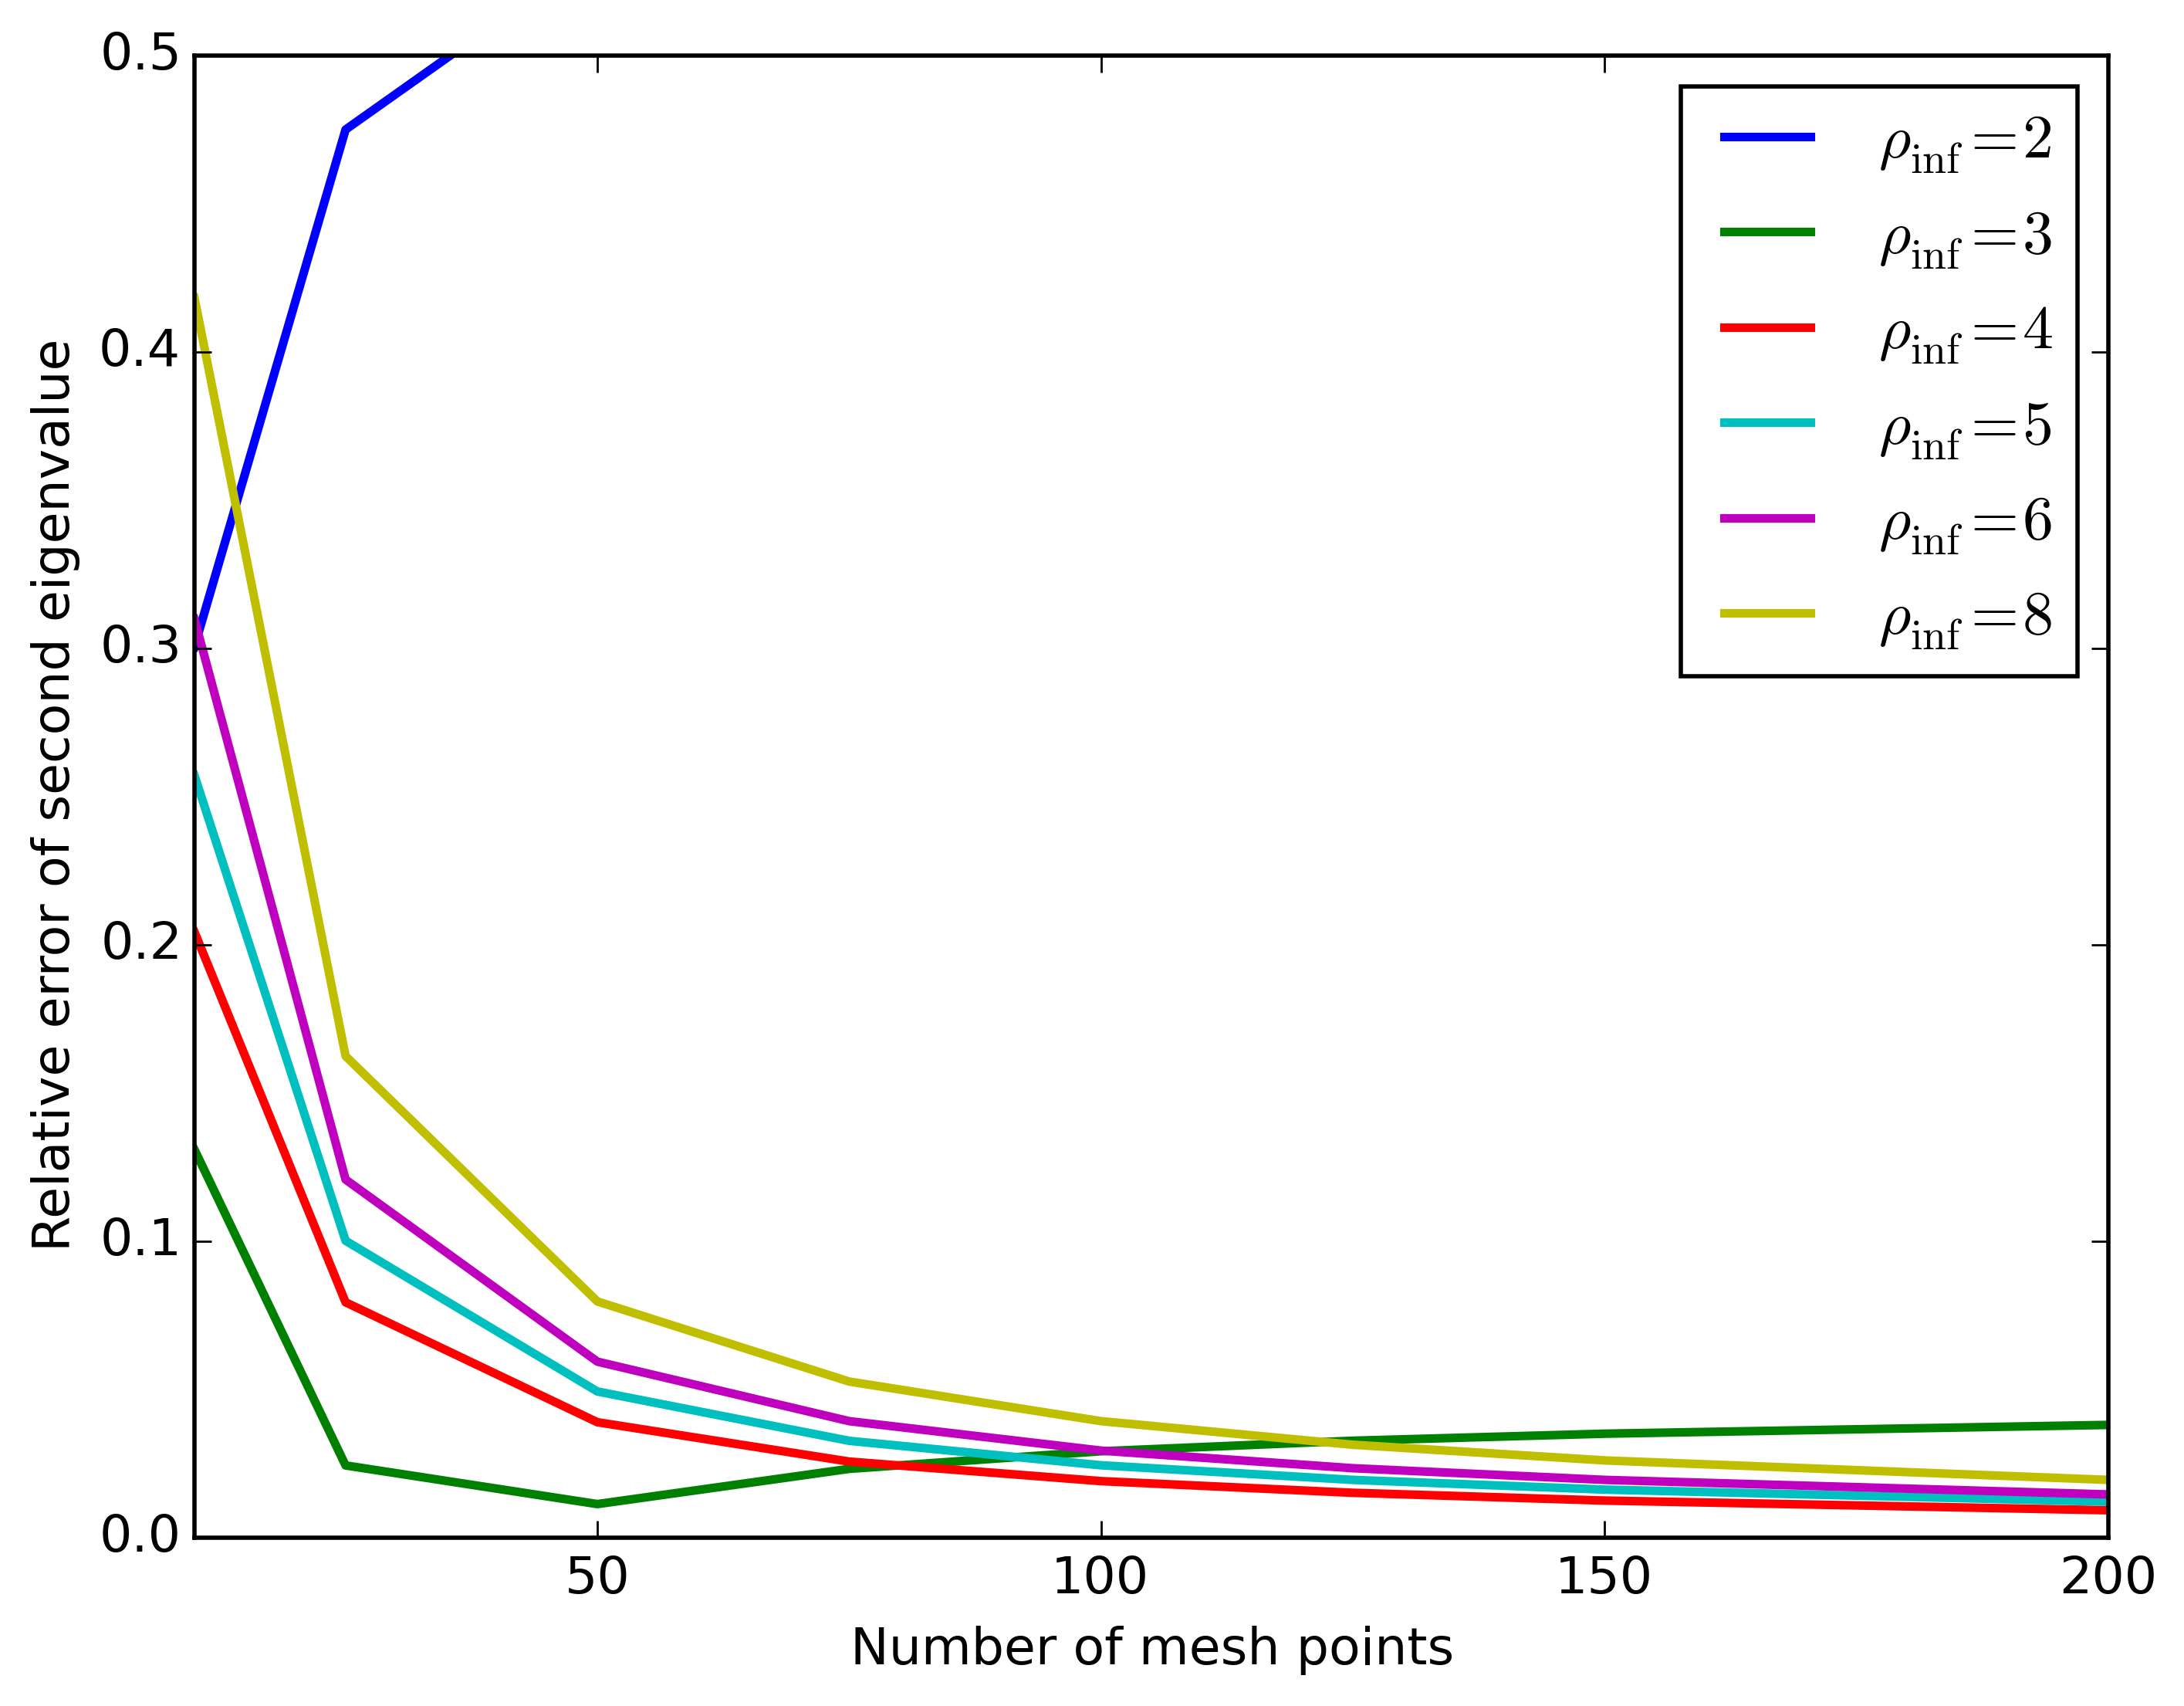 0.5
0.4
0.3
0.2
0.1
0.0
50 100 150 200
Relative error of second eigenvalue
Number of mesh points
ρinf=2
ρinf=3
ρinf=4
ρinf=5
ρinf=6
ρinf=8